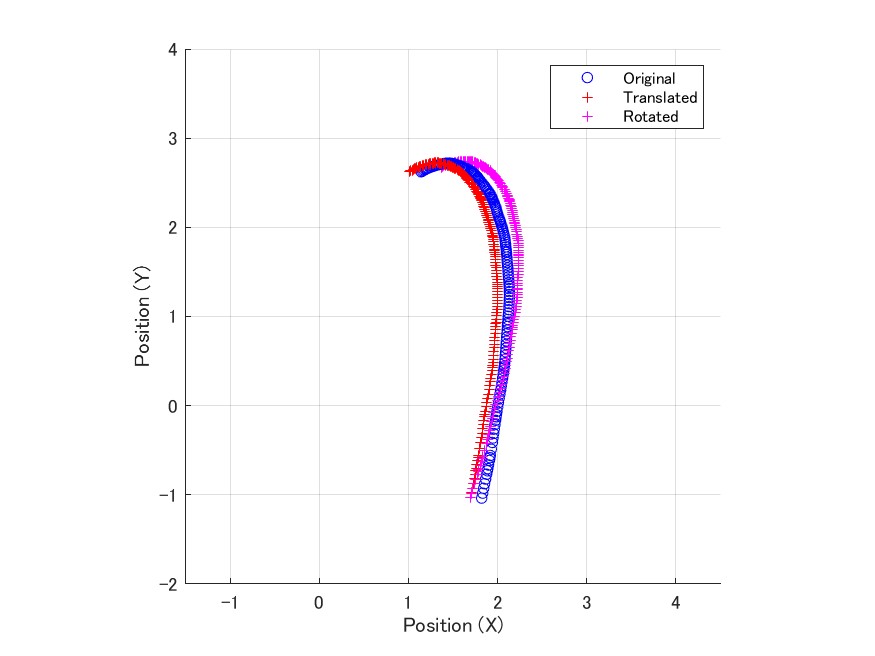 4
3
2
1
0
-1
-2
-1
0
1
2
3
4
Position (X)
Position (Y)
Original
Translated
Rotated